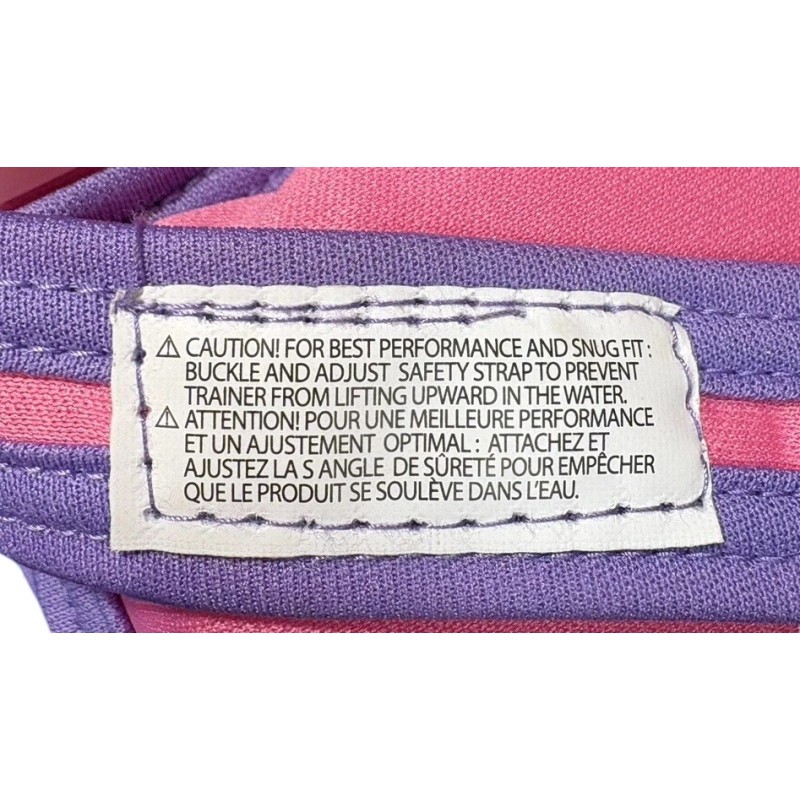 ⚠ CAUTION! FOR BEST PERFORMANCE AND SNUG FIT :
BUCKLE AND ADJUST SAFETY STRAP TO PREVENT
TRAINER FROM LIFTING UPWARD IN THE WATER.
⚠ ATTENTION! POUR UNE MEILLEURE PERFORMANCE
ET UN AJUSTEMENT OPTIMAL : ATTACHEZ ET
AJUSTEZ LA S ANGLE DE SÛRETÉ POUR EMPÊCHER
QUE LE PRODUIT SE SOULÈVE DANS L'EAU.